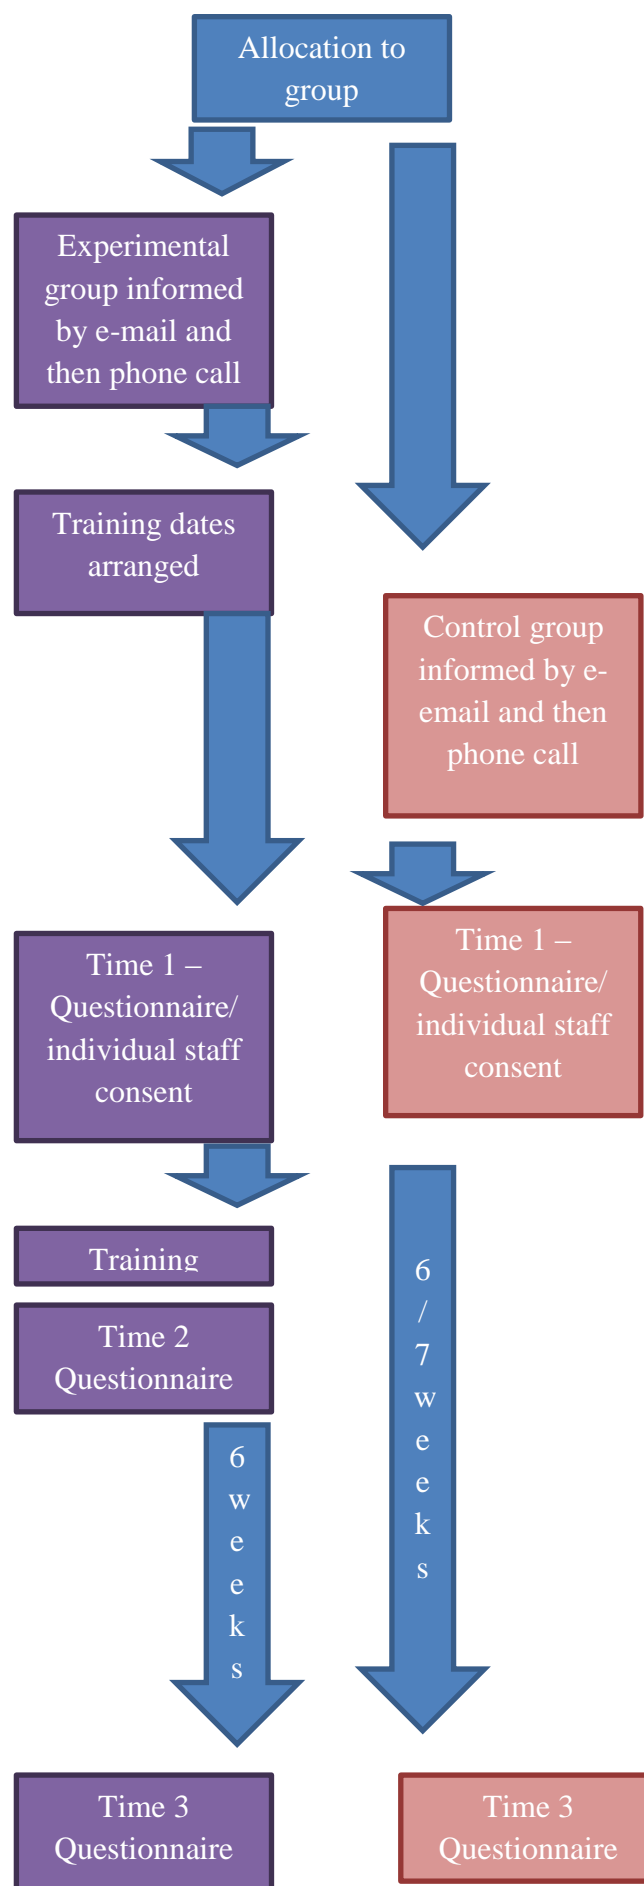 Allocation to
group
Experimental
group informed
by e-mail and
then phone call
Training dates
arranged
Control group
informed by e-
email and then
phone call
Time 1 –
Questionnaire/
individual staff
consent
Time 1 –
Questionnaire/
individual staff
consent
Training
Time 2
Questionnaire
6 weeks
6/7weeks
Time 3
Questionnaire
Time 3
Questionnaire